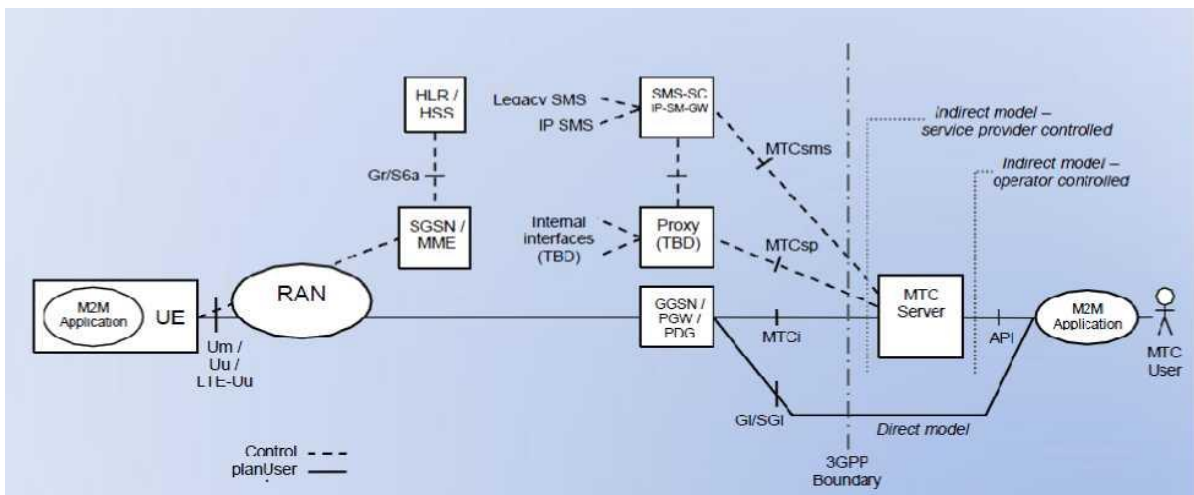 HLR /
HSS
Legacy SMS
IP SMS
SMS-SC
IP-SM-GW
Indirect model –
service provider controlled
MTCsms
Indirect model –
operator controlled
Gr/S6a
SGSN /
MME
Internal
interfaces
(TBD)
Proxy
(TBD)
MTCsp
RAN
M2M
Application
UE
GGSN /
PGW /
PDG
MTCi
MTC
Server
API
M2M
Application
MTC
User
Um /
Uu /
LTE-Uu
GI/SGI
Direct model
Control
planUser
3GPP
Boundary